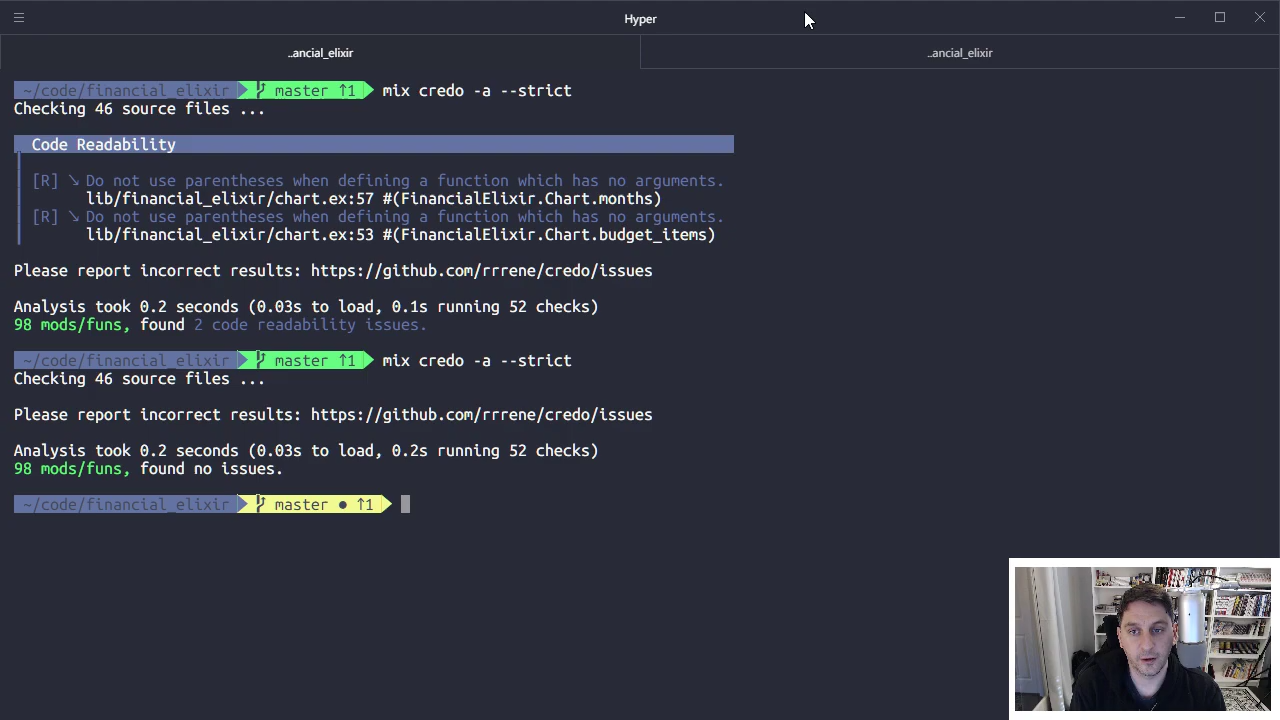 Hyper
..ancial_elixir
..ancial_elixir
~/code/financial_elixir master ↑1 mix credo -a --strict
Checking 46 source files ...
Code Readability
[R] ↘ Do not use parentheses when defining a function which has no arguments.
lib/financial_elixir/chart.ex:57 #(FinancialElixir.Chart.months)
[R] ↘ Do not use parentheses when defining a function which has no arguments.
lib/financial_elixir/chart.ex:53 #(FinancialElixir.Chart.budget_items)
Please report incorrect results: https://github.com/rrrene/credo/issues
Analysis took 0.2 seconds (0.03s to load, 0.1s running 52 checks)
98 mods/funs, found 2 code readability issues.
~/code/financial_elixir master ↑1 mix credo -a --strict
Checking 46 source files ...
Please report incorrect results: https://github.com/rrrene/credo/issues
Analysis took 0.2 seconds (0.03s to load, 0.2s running 52 checks)
98 mods/funs, found no issues.
~/code/financial_elixir master ● ↑1